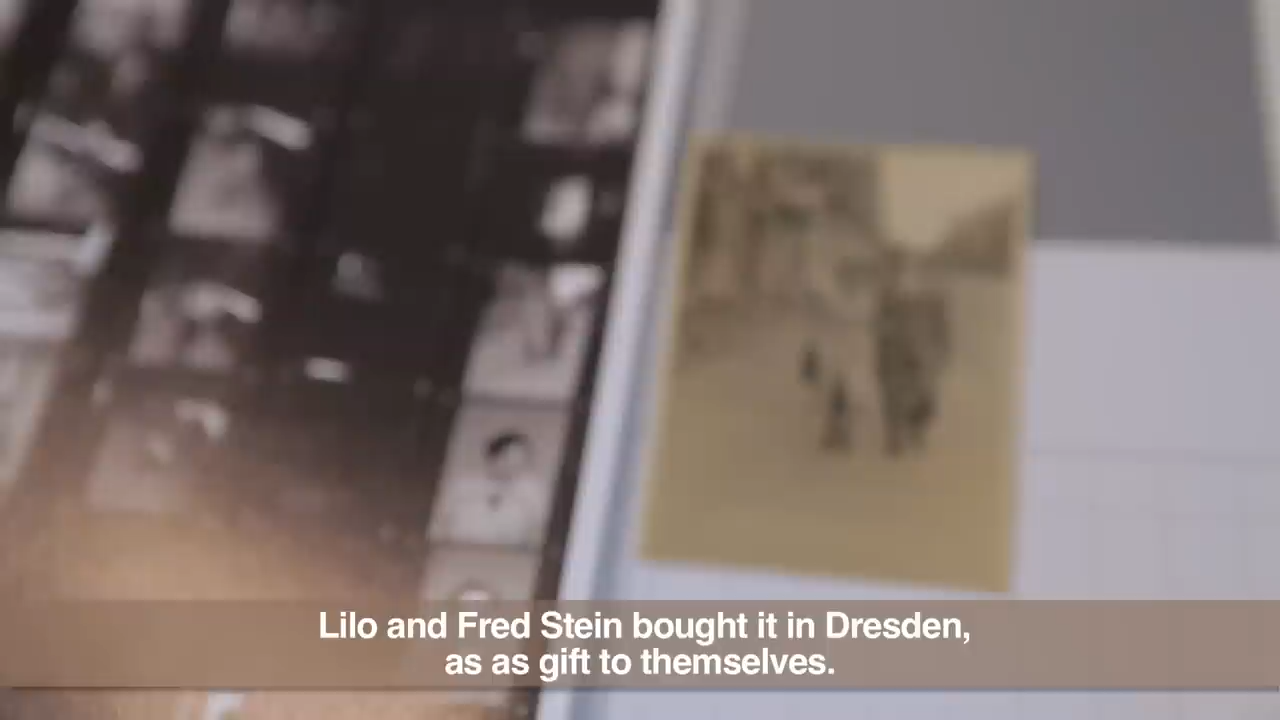 Lilo and Fred Stein bought it in Dresden,
as as gift to themselves.